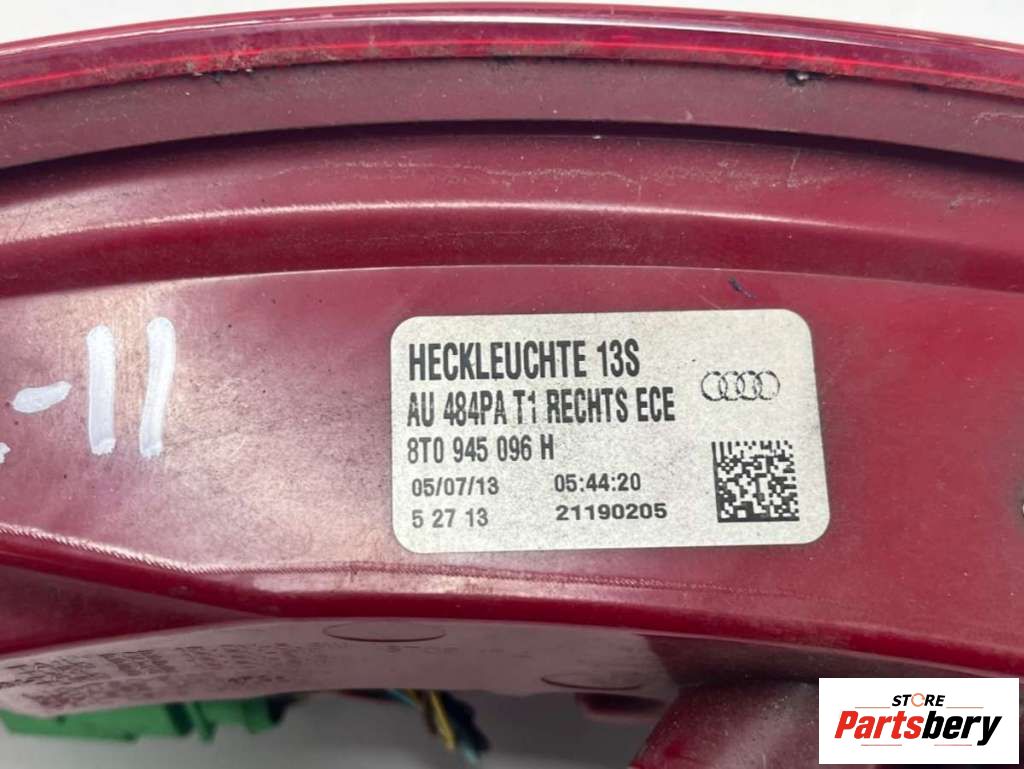 -11
HECKLEUCHTE 13S
AU 484PA T1 RECHTS ECE
8T0 945 096 H
05/07/13 05:44:20
5 27 13 21190205
STORE
Partsbery